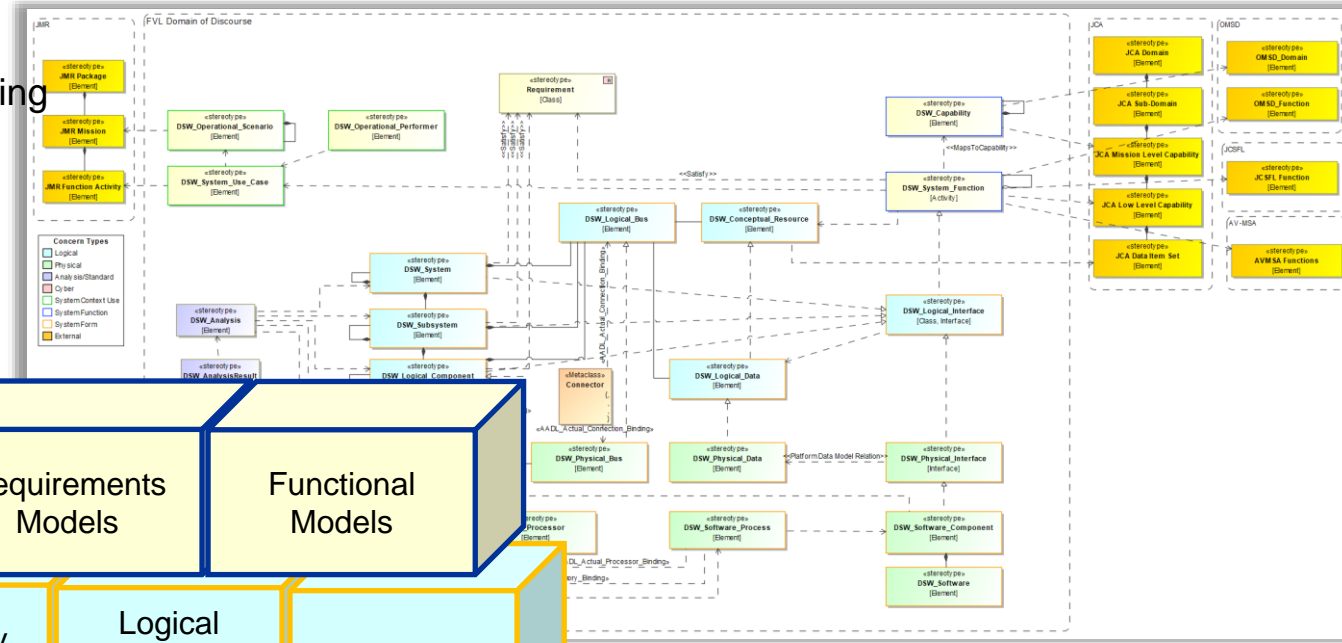 ing
JMR
«stereotype»
JMR Package
[Element]
«stereotype»
JMR Mission
[Element]
«stereotype»
JMR Function Activity
[Element]
Concern Types
Logical
Physical
Analysis/Standard
Cyber
System Context Use
System Function
System Form
External
FVL Domain of Discourse
«stereotype»
DSW_Operational_Scenario
[Element]
«stereotype»
DSW_Operational_Performer
[Element]
«stereotype»
DSW_System_Use_Case
[Element]
«stereotype»
Requirement
[Class]
<<Satisfy>>
<<Satisfy>>
<<Satisfy>>
«stereotype»
DSW_Capability
[Element]
<<MapsToCapability>>
<<Satisfy>>
«stereotype»
DSW_System_Function
[Activity]
«stereotype»
DSW_Logical_Bus
[Element]
«stereotype»
DSW_Conceptual_Resource
[Element]
«stereotype»
DSW_System
[Element]
«stereotype»
DSW_Analysis
[Element]
«stereotype»
DSW_Subsystem
[Element]
«AADL_Actual_Connection_Binding»
«stereotype»
DSW_Logical_Interface
[Class, Interface]
«stereotype»
DSW_AnalysisResult
«stereotype»
DSW_Logical_Component
«Metaclass»
Connector
«stereotype»
DSW_Logical_Data
[Element]
«AADL_Actual_Connection_Binding»
«stereotype»
DSW_Physical_Bus
[Element]
«stereotype»
DSW_Physical_Data
[Element]
<<Platform Data Model Relation>>
«stereotype»
DSW_Physical_Interface
[Interface]
Processor
[Element]
«stereotype»
DSW_Software_Process
[Element]
«stereotype»
DSW_Software_Component
[Element]
DL_Actual_Processor_Binding»
ory_Binding»
«stereotype»
DSW_Software
[Element]
JCA
«stereotype»
JCA Domain
[Element]
«stereotype»
JCA Sub-Domain
[Element]
«stereotype»
JCA Mission Level Capability
[Element]
«stereotype»
JCA Low Level Capability
[Element]
«stereotype»
JCA Data Item Set
[Element]
OMSD
«stereotype»
OMSD_Domain
[Element]
«stereotype»
OMSD_Function
[Element]
JCSFL
«stereotype»
JCSFL Function
[Element]
AV-MSA
«stereotype»
AVMSA Functions
[Element]
equirements
Models
Functional
Models
Logical